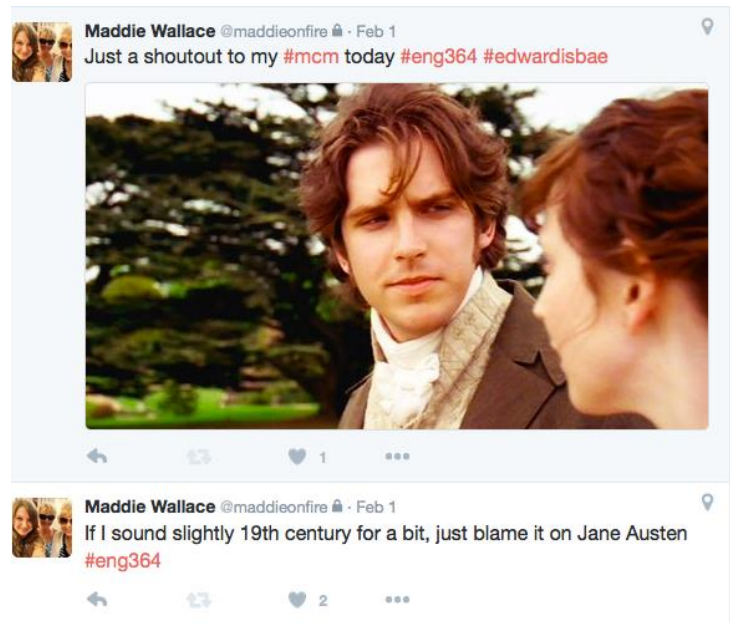 Maddie Wallace @maddieonfire · Feb 1
Just a shoutout to my #mcm today #eng364 #edwardisbae
1
Maddie Wallace @maddieonfire · Feb 1
If I sound slightly 19th century for a bit, just blame it on Jane Austen
#eng364
2